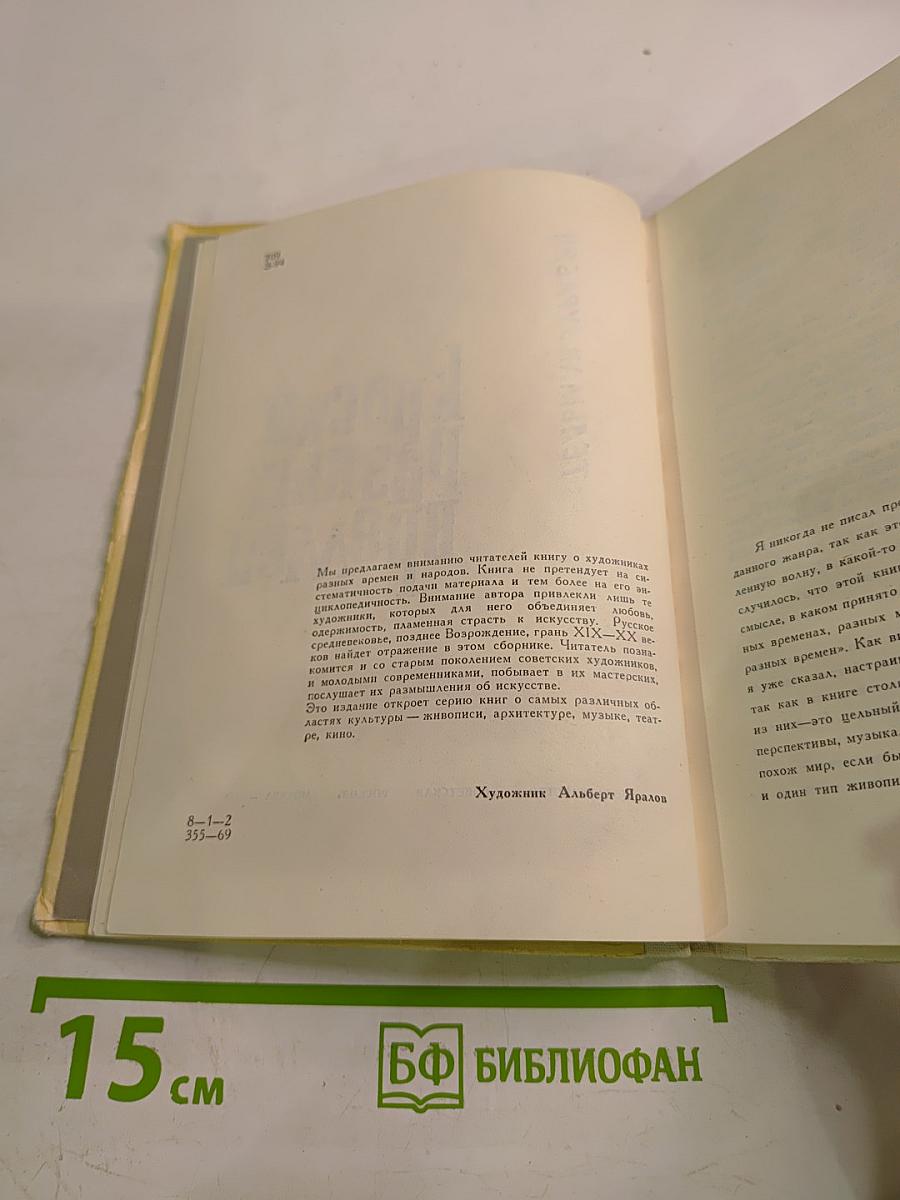 Мы предлагаем вниманию читателей книгу о художниках
разных времен и народов. Книга не претендует на си-
стематичность подачи материала и тем более на его эн-
циклопедичность. Внимание автора привлекли лишь те
художники, которых для него объединяет любовь,
одержимость, пламенная страсть к искусству. Русское
средневековье, позднее Возрождение, грань XIX—XX ве-
ков найдет отражение в этом сборнике. Читатель позна-
комится и со старым поколением советских художников,
и молодыми современниками, побывает в их мастерских,
послушает их размышления об искусстве.
Это издание откроет серию книг о самых различных об-
ластях культуры — живописи, архитектуре, музыке, теат-
ре, кино.
Художник Альберт Яралов
8—1—2
355—69
Я никогда не писал
данного жанра, так как
ленную волну, в какой-то
случилось, что этой
смысле, в каком принято
ных временах, разных
разных времен». Как
я уже сказал,
так как в книге
из них—это цельный
перспективы,
похож мир, если
и один тип
15 см
БФ БИБЛИОФАН